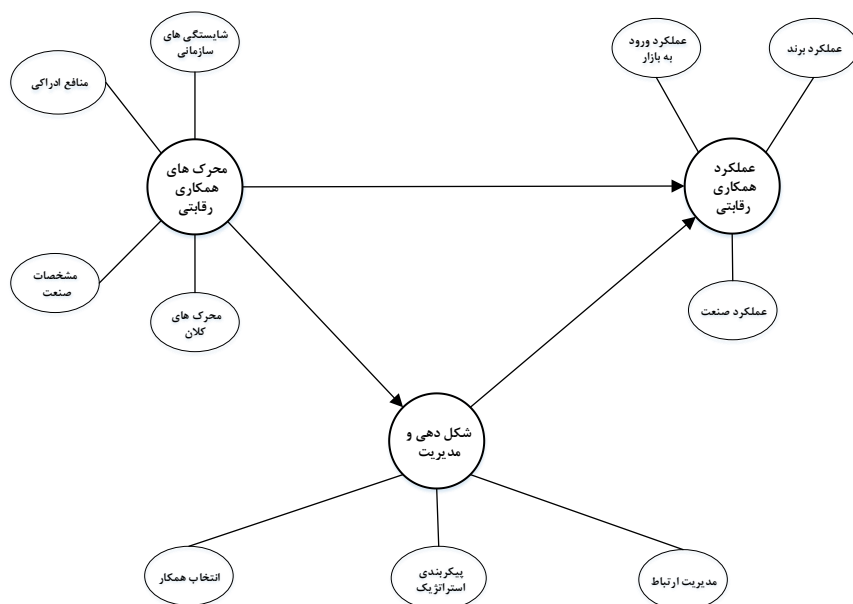 شایستگی های
سازمانی
عملکرد ورود
به بازار
عملکرد برند
منافع ادراکی
محرک های
همکاری
رقابتی
عملکرد
همکاری
رقابتی
مشخصات
صنعت
محرک های
کلان
عملکرد صنعت
شکل دهی و
مدیریت
مدیریت ارتباط
پیکربندی
استراتژیک
انتخاب همکار